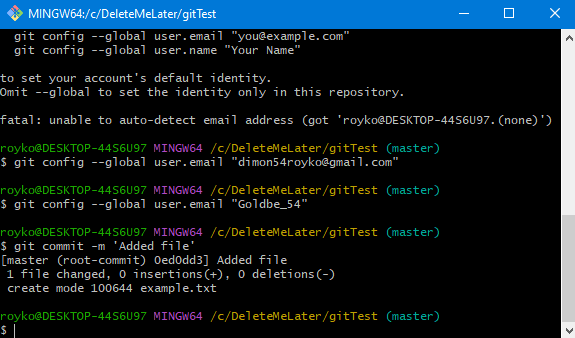 MINGW64:/c/DeleteMeLater/gitTest
git config --global user.email "you@example.com"
git config --global user.name "Your Name"
to set your account's default identity.
Omit --global to set the identity only in this repository.
fatal: unable to auto-detect email address (got 'royko@DESKTOP-44S6U97.(none)')
royko@DESKTOP-44S6U97 MINGW64 /c/DeleteMeLater/gitTest (master)
$ git config --global user.email "dimon54royko@gmail.com"
royko@DESKTOP-44S6U97 MINGW64 /c/DeleteMeLater/gitTest (master)
$ git config --global user.email "Goldbe_54"
royko@DESKTOP-44S6U97 MINGW64 /c/DeleteMeLater/gitTest (master)
$ git commit -m 'Added file'
[master (root-commit) 0ed0dd3] Added file
1 file changed, 0 insertions(+), 0 deletions(-)
create mode 100644 example.txt
royko@DESKTOP-44S6U97 MINGW64 /c/DeleteMeLater/gitTest (master)
$